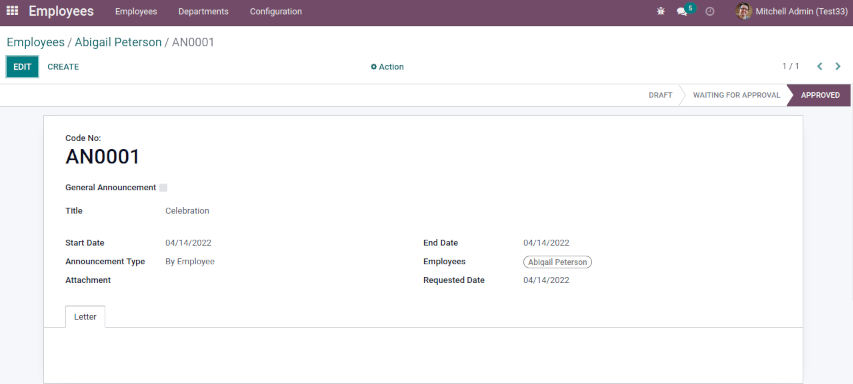 Employees Employees Departments Configuration 5 Mitchell Admin (Test33)
Employees / Abigail Peterson / AN0001
EDIT CREATE Action 1 / 1
DRAFT WAITING FOR APPROVAL APPROVED
Code No:
AN0001
General Announcement
Title Celebration
Start Date 04/14/2022 End Date 04/14/2022
Announcement Type By Employee Employees Abigail Peterson
Attachment Requested Date 04/14/2022
Letter